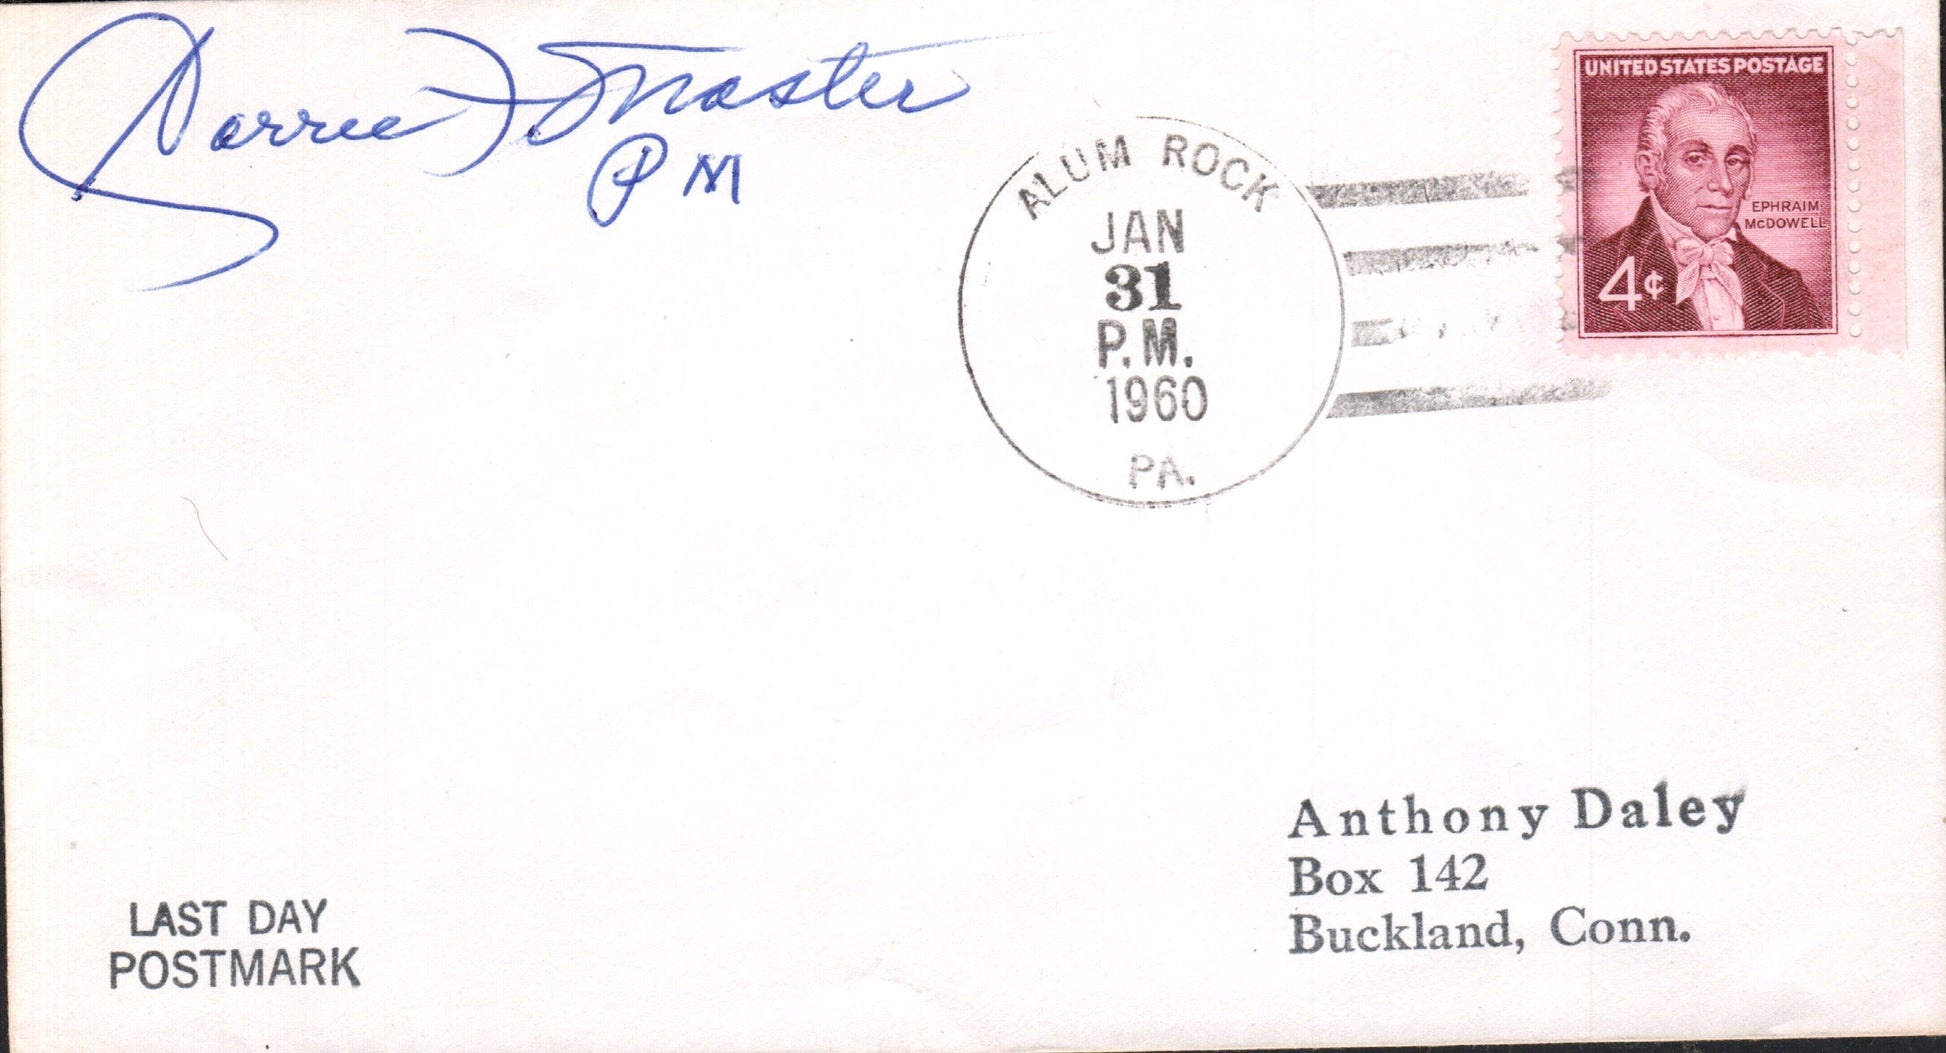 Master
PM
ALUM ROCK
JAN
31
P.M.
1960
PA.
UNITED STATES POSTAGE
EPHRAIM
McDOWELL
4¢
Anthony Daley
Box 142
Buckland, Conn.
LAST DAY
POSTMARK